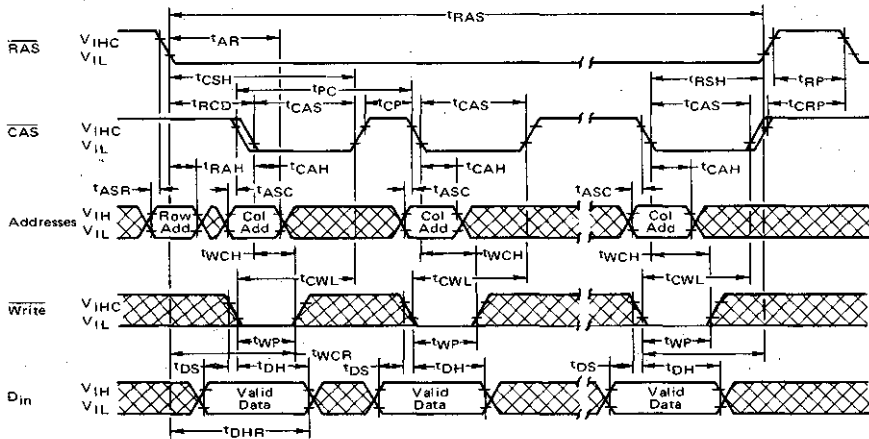 tRAS
RAS
VIHC
VIL
tAR
tCSH
tPC
tRSH
tRP
tRCD
tCAS
tCP
tCAS
tCAS
tCRP
CAS
VIHC
VIL
tRAH
tCAH
tCAH
tCAH
tASR
tASC
tASC
tASC
Addresses
VIH
VIL
Row Add
Col Add
Col Add
Col Add
tWCH
tWCH
tWCH
tCWL
tCWL
tCWL
Write
VIHC
VIL
tWP
tWP
tWP
tWCR
tDS
tDH
tDS
tDH
tDS
tDH
Din
VIH
VIL
Valid Data
Valid Data
Valid Data
tDHR